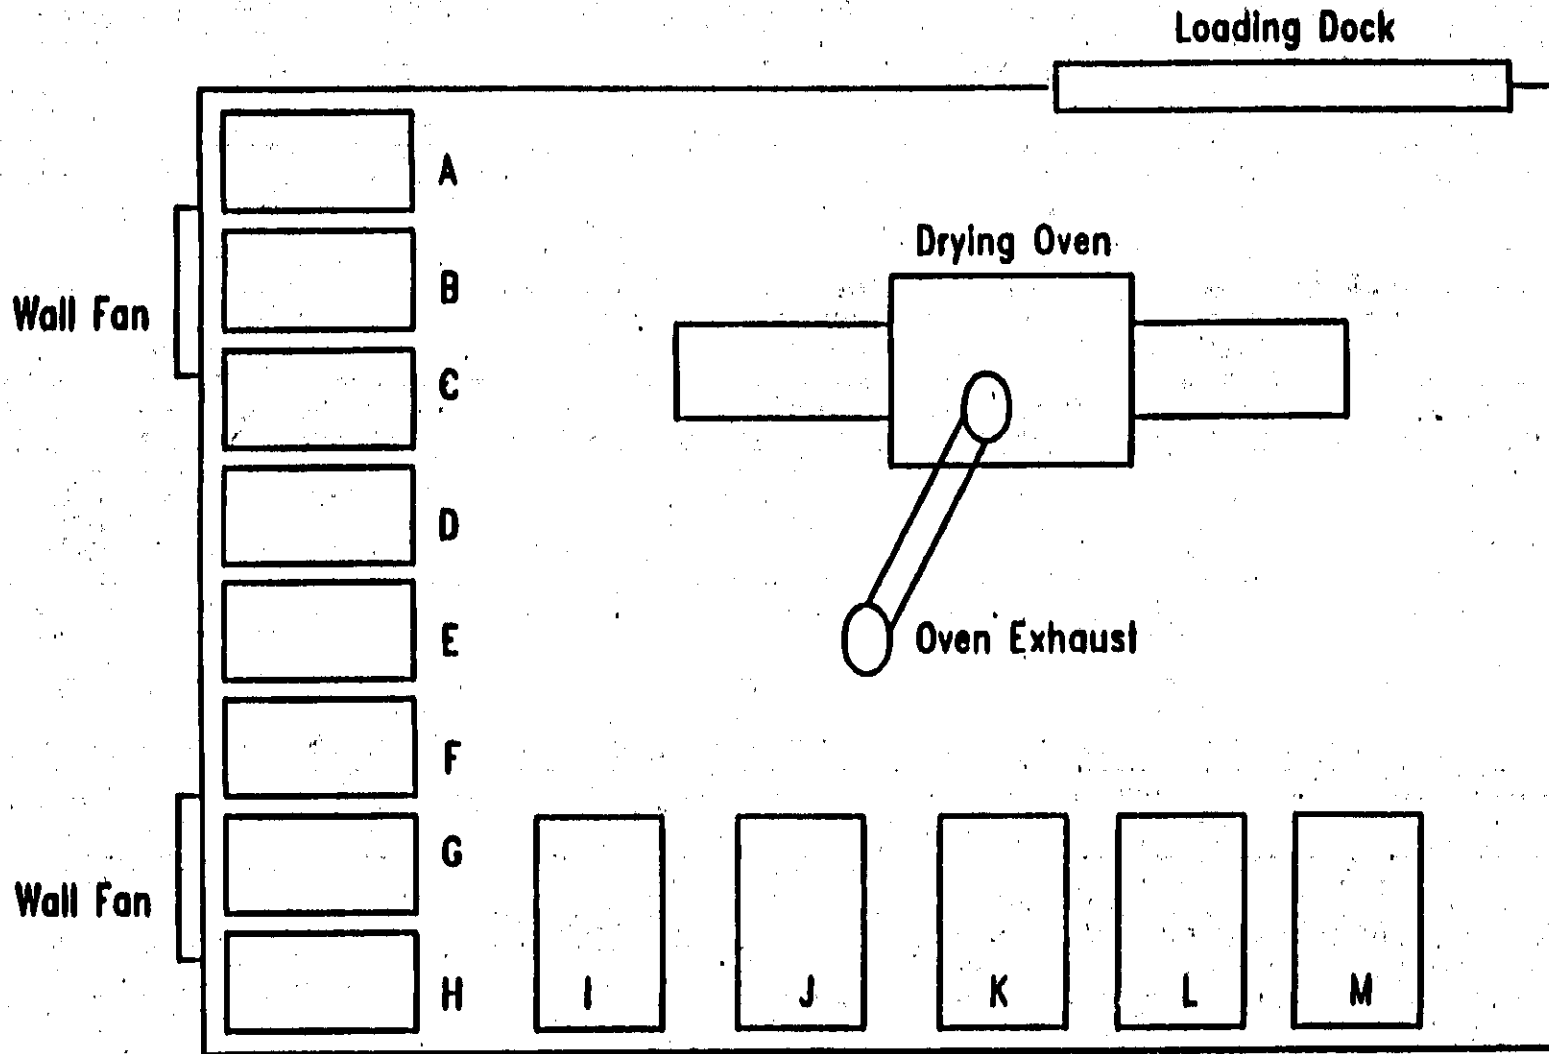 Loading Dock
A
Drying Oven
B
Wall Fan
C
D
E
Oven Exhaust
F
G
Wall Fan
H
I
J
K
L
M